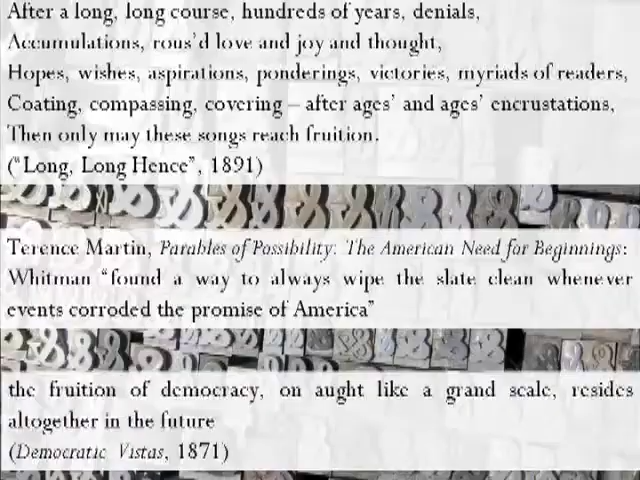 After a long, long course, hundreds of years, denials,
Accumulations, rous'd love and joy and thought,
Hopes, wishes, aspirations, ponderings, victories, myriads of readers,
Coating, compassing, covering – after ages' and ages' encrustations,
Then only may these songs reach fruition.
("Long, Long Hence", 1891)
Terence Martin, Parables of Possibility: The American Need for Beginnings:
Whitman "found a way to always wipe the slate clean whenever
events corroded the promise of America"
the fruition of democracy, on aught like a grand scale, resides
altogether in the future
(Democratic Vistas, 1871)